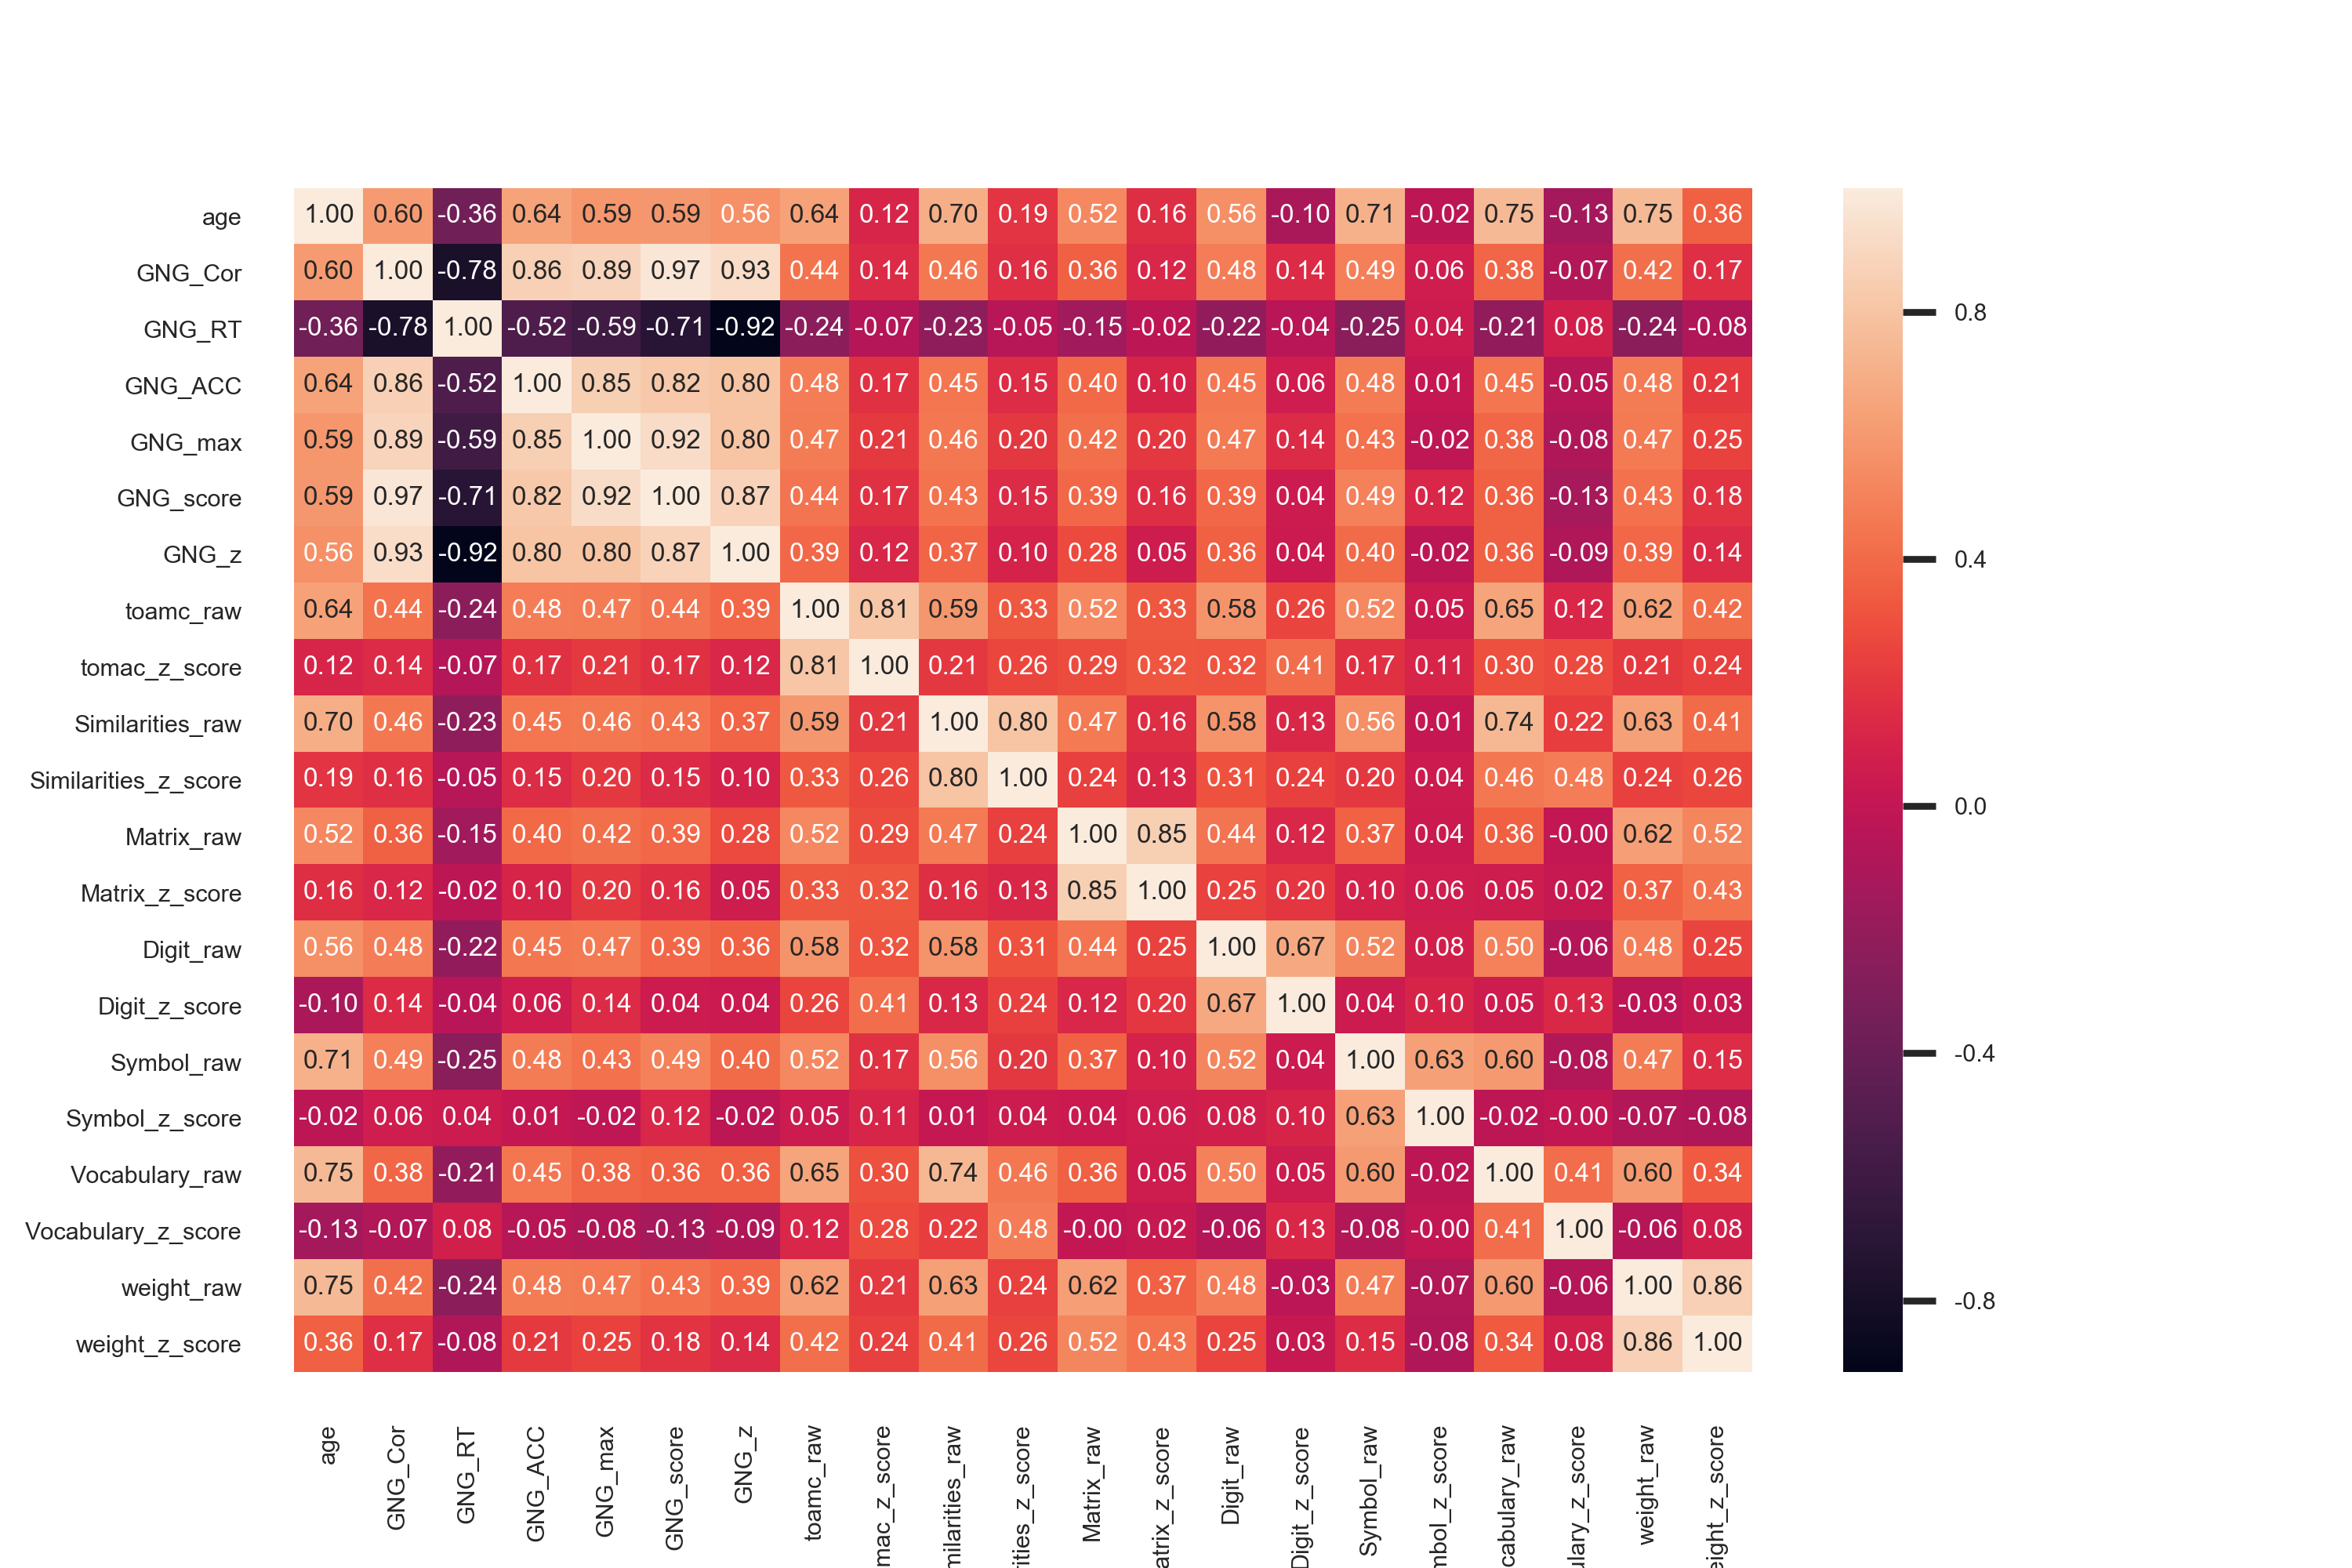 age 1.00 0.60 -0.36 0.64 0.59 0.59 0.56 0.64 0.12 0.70 0.19 0.52 0.16 0.56 -0.10 0.71 -0.02 0.75 -0.13 0.75 0.36
GNG_Cor 0.60 1.00 -0.78 0.86 0.89 0.97 0.93 0.44 0.14 0.46 0.16 0.36 0.12 0.48 0.14 0.49 0.06 0.38 -0.07 0.42 0.17
GNG_RT -0.36 -0.78 1.00 -0.52 -0.59 -0.71 -0.92 -0.24 -0.07 -0.23 -0.05 -0.15 -0.02 -0.22 -0.04 -0.25 0.04 -0.21 0.08 -0.24 -0.08
GNG_ACC 0.64 0.86 -0.52 1.00 0.85 0.82 0.80 0.48 0.17 0.45 0.15 0.40 0.10 0.45 0.06 0.48 0.01 0.45 -0.05 0.48 0.21
GNG_max 0.59 0.89 -0.59 0.85 1.00 0.92 0.80 0.47 0.21 0.46 0.20 0.42 0.20 0.47 0.14 0.43 -0.02 0.38 -0.08 0.47 0.25
GNG_score 0.59 0.97 -0.71 0.82 0.92 1.00 0.87 0.44 0.17 0.43 0.15 0.39 0.16 0.39 0.04 0.49 0.12 0.36 -0.13 0.43 0.18
GNG_z 0.56 0.93 -0.92 0.80 0.80 0.87 1.00 0.39 0.12 0.37 0.10 0.28 0.05 0.36 0.04 0.40 -0.02 0.36 -0.09 0.39 0.14
toamc_raw 0.64 0.44 -0.24 0.48 0.47 0.44 0.39 1.00 0.81 0.59 0.33 0.52 0.33 0.58 0.26 0.52 0.05 0.65 0.12 0.62 0.42
tomac_z_score 0.12 0.14 -0.07 0.17 0.21 0.17 0.12 0.81 1.00 0.21 0.26 0.29 0.32 0.32 0.41 0.17 0.11 0.30 0.28 0.21 0.24
Similarities_raw 0.70 0.46 -0.23 0.45 0.46 0.43 0.37 0.59 0.21 1.00 0.80 0.47 0.16 0.58 0.13 0.56 0.01 0.74 0.22 0.63 0.41
Similarities_z_score 0.19 0.16 -0.05 0.15 0.20 0.15 0.10 0.33 0.26 0.80 1.00 0.24 0.13 0.31 0.24 0.20 0.04 0.46 0.48 0.24 0.26
Matrix_raw 0.52 0.36 -0.15 0.40 0.42 0.39 0.28 0.52 0.29 0.47 0.24 1.00 0.85 0.44 0.12 0.37 0.04 0.36 -0.00 0.62 0.52
Matrix_z_score 0.16 0.12 -0.02 0.10 0.20 0.16 0.05 0.33 0.32 0.16 0.13 0.85 1.00 0.25 0.20 0.10 0.06 0.05 0.02 0.37 0.43
Digit_raw 0.56 0.48 -0.22 0.45 0.47 0.39 0.36 0.58 0.32 0.58 0.31 0.44 0.25 1.00 0.67 0.52 0.08 0.50 -0.06 0.48 0.25
Digit_z_score -0.10 0.14 -0.04 0.06 0.14 0.04 0.04 0.26 0.41 0.13 0.24 0.12 0.20 0.67 1.00 0.04 0.10 0.05 0.13 -0.03 0.03
Symbol_raw 0.71 0.49 -0.25 0.48 0.43 0.49 0.40 0.52 0.17 0.56 0.20 0.37 0.10 0.52 0.04 1.00 0.63 0.60 -0.08 0.47 0.15
Symbol_z_score -0.02 0.06 0.04 0.01 -0.02 0.12 -0.02 0.05 0.11 0.01 0.04 0.04 0.06 0.08 0.10 0.63 1.00 -0.02 -0.00 -0.07 -0.08
Vocabulary_raw 0.75 0.38 -0.21 0.45 0.38 0.36 0.36 0.65 0.30 0.74 0.46 0.36 0.05 0.50 0.05 0.60 -0.02 1.00 0.41 0.60 0.34
Vocabulary_z_score -0.13 -0.07 0.08 -0.05 -0.08 -0.13 -0.09 0.12 0.28 0.22 0.48 -0.00 0.02 -0.06 0.13 -0.08 -0.00 0.41 1.00 -0.06 0.08
weight_raw 0.75 0.42 -0.24 0.48 0.47 0.43 0.39 0.62 0.21 0.63 0.24 0.62 0.37 0.48 -0.03 0.47 -0.07 0.60 -0.06 1.00 0.86
weight_z_score 0.36 0.17 -0.08 0.21 0.25 0.18 0.14 0.42 0.24 0.41 0.26 0.52 0.43 0.25 0.03 0.15 -0.08 0.34 0.08 0.86 1.00
age
GNG_Cor
GNG_RT
GNG_ACC
GNG_max
GNG_score
GNG_z
toamc_raw
mac_z_score
milarities_raw
rities_z_score
Matrix_raw
atrix_z_score
Digit_raw
Digit_z_score
Symbol_raw
mbol_z_score
cabulary_raw
ulary_z_score
weight_raw
eight_z_score
0.8
0.4
0.0
-0.4
-0.8